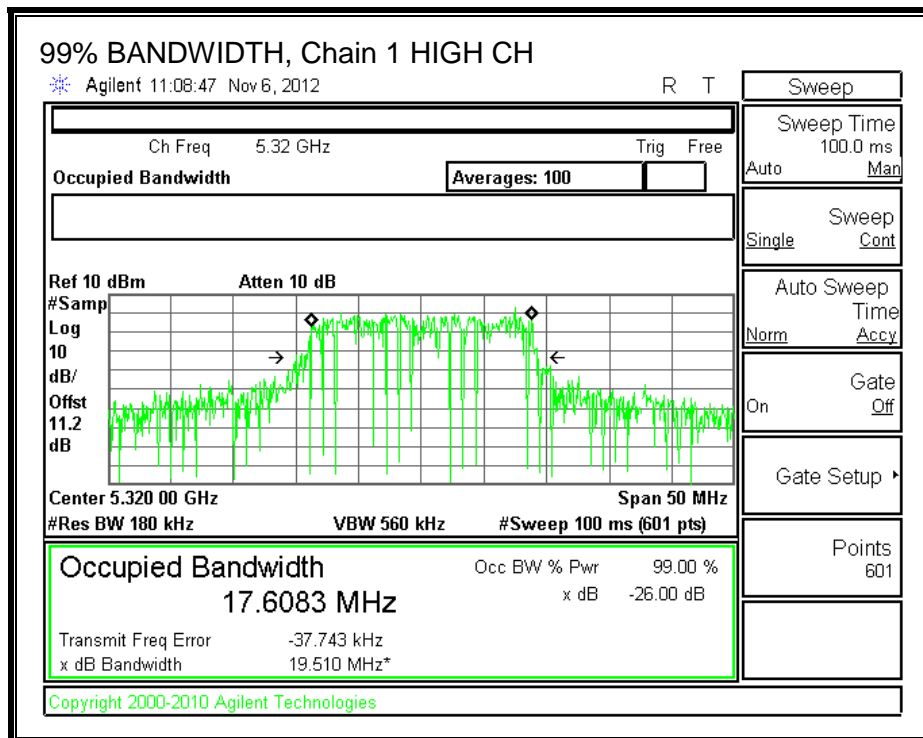 99% BANDWIDTH, Chain 1 HIGH CH
Agilent 11:08:47 Nov 6, 2012 R T
Ch Freq 5.32 GHz Trig Free
Occupied Bandwidth Averages: 100
Ref 10 dBm Atten 10 dB
#Samp
Log
10
dB/
Offst
11.2
dB
Center 5.320 00 GHz Span 50 MHz
#Res BW 180 kHz VBW 560 kHz #Sweep 100 ms (601 pts)
Occupied Bandwidth Occ BW % Pwr 99.00 %
17.6083 MHz x dB -26.00 dB
Transmit Freq Error -37.743 kHz
x dB Bandwidth 19.510 MHz*
Copyright 2000-2010 Agilent Technologies
Sweep
Sweep Time
100.0 ms
Auto Man
Sweep
Single Cont
Auto Sweep
Time
Norm Accy
Gate
On Off
Gate Setup
Points
601